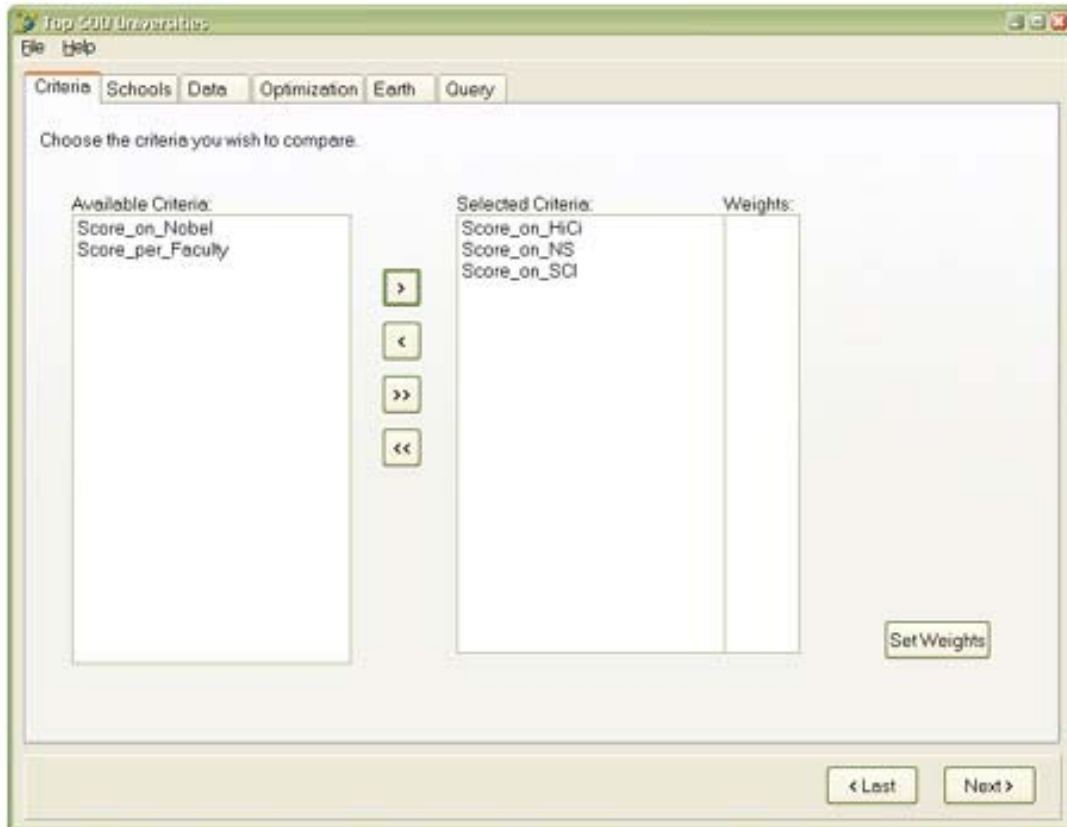 Top 500 Universities
File Help
Criteria Schools Data Optimization Earth Query
Choose the criteria you wish to compare.
Available Criteria: Selected Criteria: Weights:
Score_on_Nobel
Score_per_Faculty
Score_on_HiCi
Score_on_NS
Score_on_SCI
>
<
>>
<<
Set Weights
< Last Next >